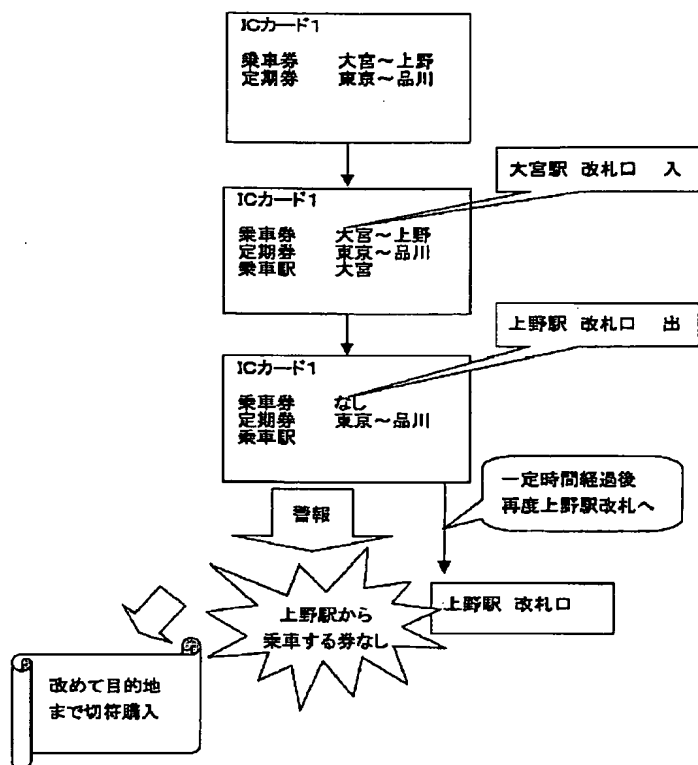 ICカード1
乗車券 大宮～上野
定期券 東京～品川
大宮駅 改札口 入
ICカード1
乗車券 大宮～上野
定期券 東京～品川
乗車駅 大宮
上野駅 改札口 出
ICカード1
乗車券 なし
定期券 東京～品川
乗車駅
一定時間経過後
再度上野駅改札へ
警報
上野駅から
乗車する券なし
上野駅 改札口
改めて目的地
まで切符購入